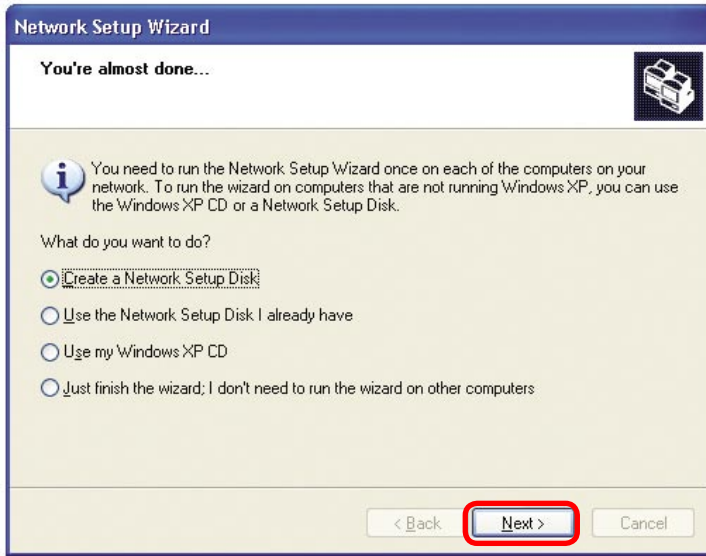 Network Setup Wizard
You're almost done...
You need to run the Network Setup Wizard once on each of the computers on your
network. To run the wizard on computers that are not running Windows XP, you can use
the Windows XP CD or a Network Setup Disk.
What do you want to do?
Create a Network Setup Disk
Use the Network Setup Disk I already have
Use my Windows XP CD
Just finish the wizard; I don't need to run the wizard on other computers
< Back Next > Cancel